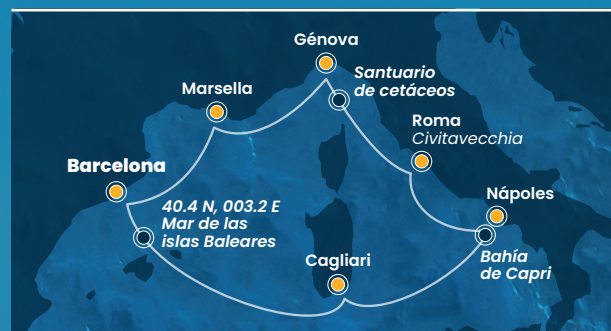 Génova
Santuario
de cetáceos
Marsella
Roma
Civitavecchia
Barcelona
Nápoles
40.4 N, 003.2 E
Mar de las
islas Baleares
Bahía
de Capri
Cagliari